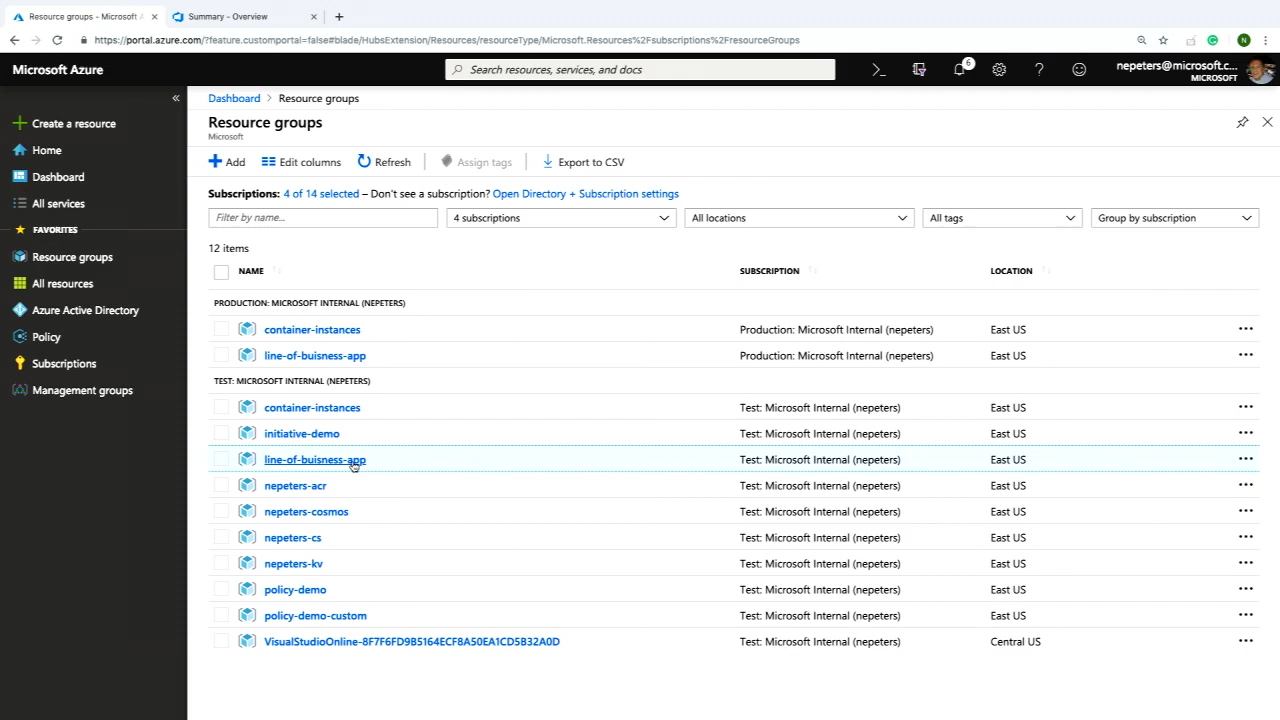 Resource groups - Microsoft A
Summary - Overview
https://portal.azure.com/?feature.customportal=false#blade/HubsExtension/Resources/resourceType/Microsoft.Resources%2Fsubscriptions%2FresourceGroups
N
Microsoft Azure
Search resources, services, and docs
6
nepeters@microsoft.c...
MICROSOFT
Create a resource
Home
Dashboard
All services
FAVORITES
Resource groups
All resources
Azure Active Directory
Policy
Subscriptions
Management groups
Dashboard > Resource groups
Resource groups
Microsoft
Add Edit columns Refresh Assign tags Export to CSV
Subscriptions: 4 of 14 selected – Don't see a subscription? Open Directory + Subscription settings
Filter by name... 4 subscriptions All locations All tags Group by subscription
12 items
NAME SUBSCRIPTION LOCATION
PRODUCTION: MICROSOFT INTERNAL (NEPETERS)
container-instances Production: Microsoft Internal (nepeters) East US
line-of-buisness-app Production: Microsoft Internal (nepeters) East US
TEST: MICROSOFT INTERNAL (NEPETERS)
container-instances Test: Microsoft Internal (nepeters) East US
initiative-demo Test: Microsoft Internal (nepeters) East US
line-of-buisness-app Test: Microsoft Internal (nepeters) East US
nepeters-acr Test: Microsoft Internal (nepeters) East US
nepeters-cosmos Test: Microsoft Internal (nepeters) East US
nepeters-cs Test: Microsoft Internal (nepeters) East US
nepeters-kv Test: Microsoft Internal (nepeters) East US
policy-demo Test: Microsoft Internal (nepeters) East US
policy-demo-custom Test: Microsoft Internal (nepeters) East US
VisualStudioOnline-8F7F6FD9B5164ECF8A50EA1CD5B32A0D Test: Microsoft Internal (nepeters) Central US